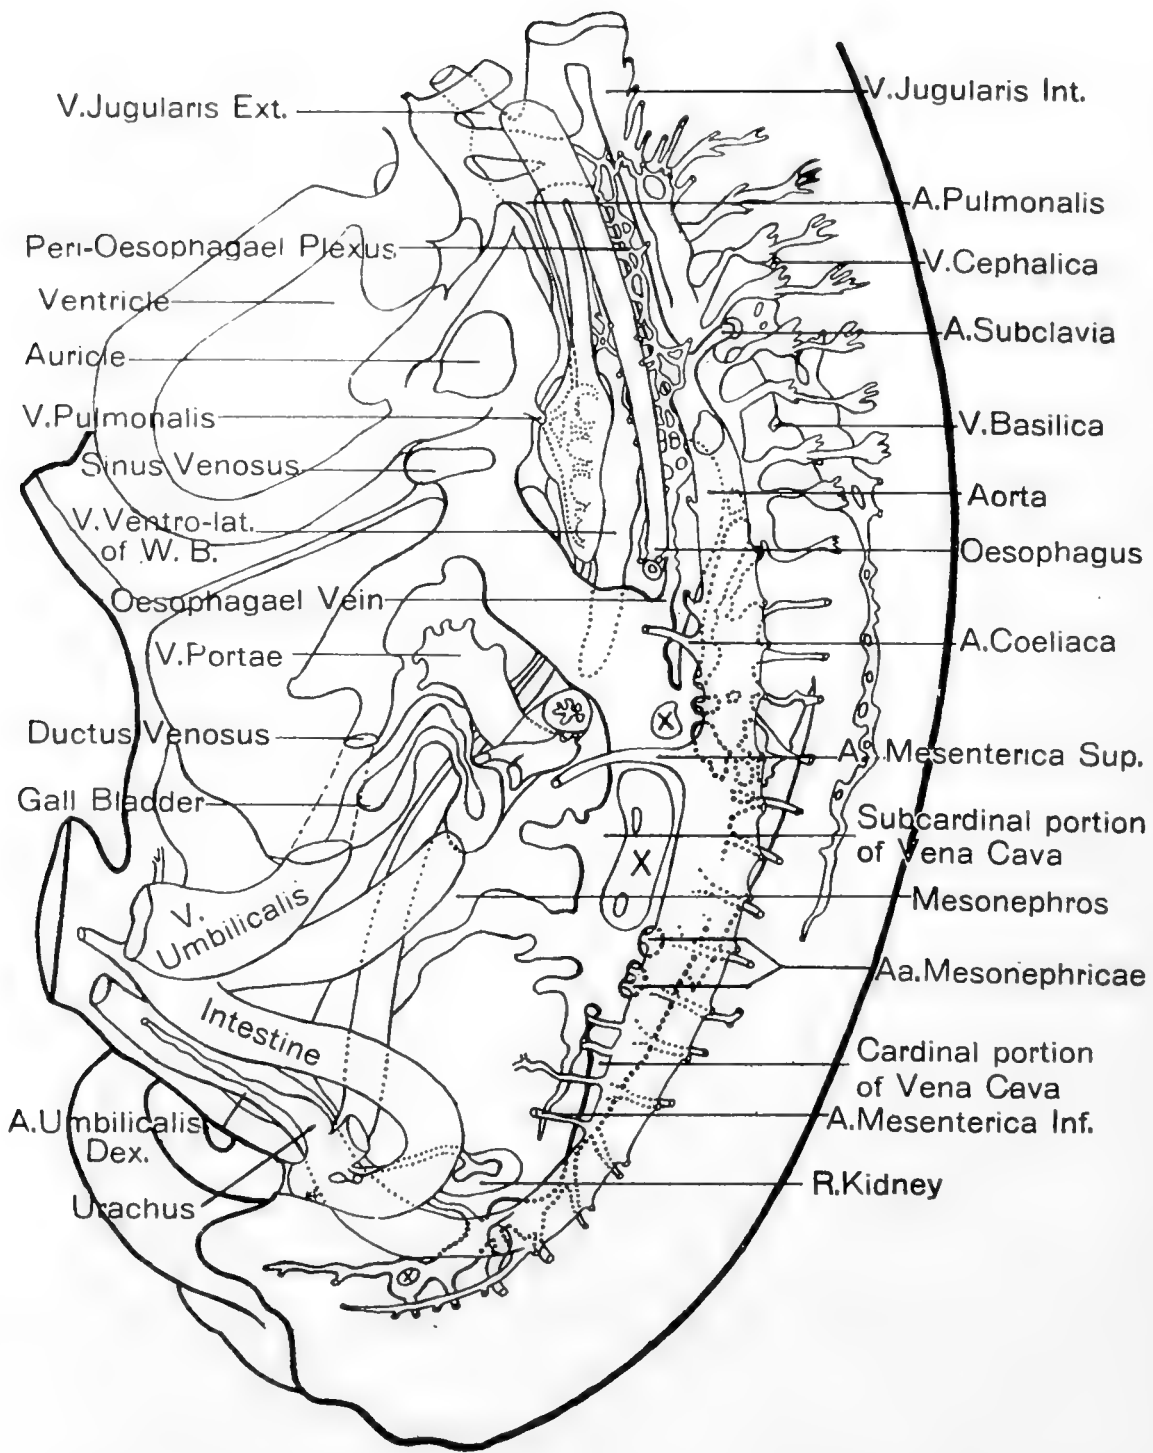 V.Jugularis Ext.
V.Jugularis Int.
A.Pulmonalis
Peri-Oesophagael Plexus
V.Cephalica
Ventricle
A.Subclavia
Auricle
V.Pulmonalis
V.Basilica
Sinus Venosus
Aorta
V.Ventro-lat.
of W. B.
Oesophagus
Oesophagael Vein
A.Coeliaca
V.Portae
Ductus Venosus
A. Mesenterica Sup.
Gall Bladder
Subcardinal portion
of Vena Cava
V.
Umbilicalis
Mesonephros
Aa.Mesonephricae
Intestine
Cardinal portion
of Vena Cava
A.Umbilicalis
Dex.
A.Mesenterica Inf.
R.Kidney
Urachus
X
X
X